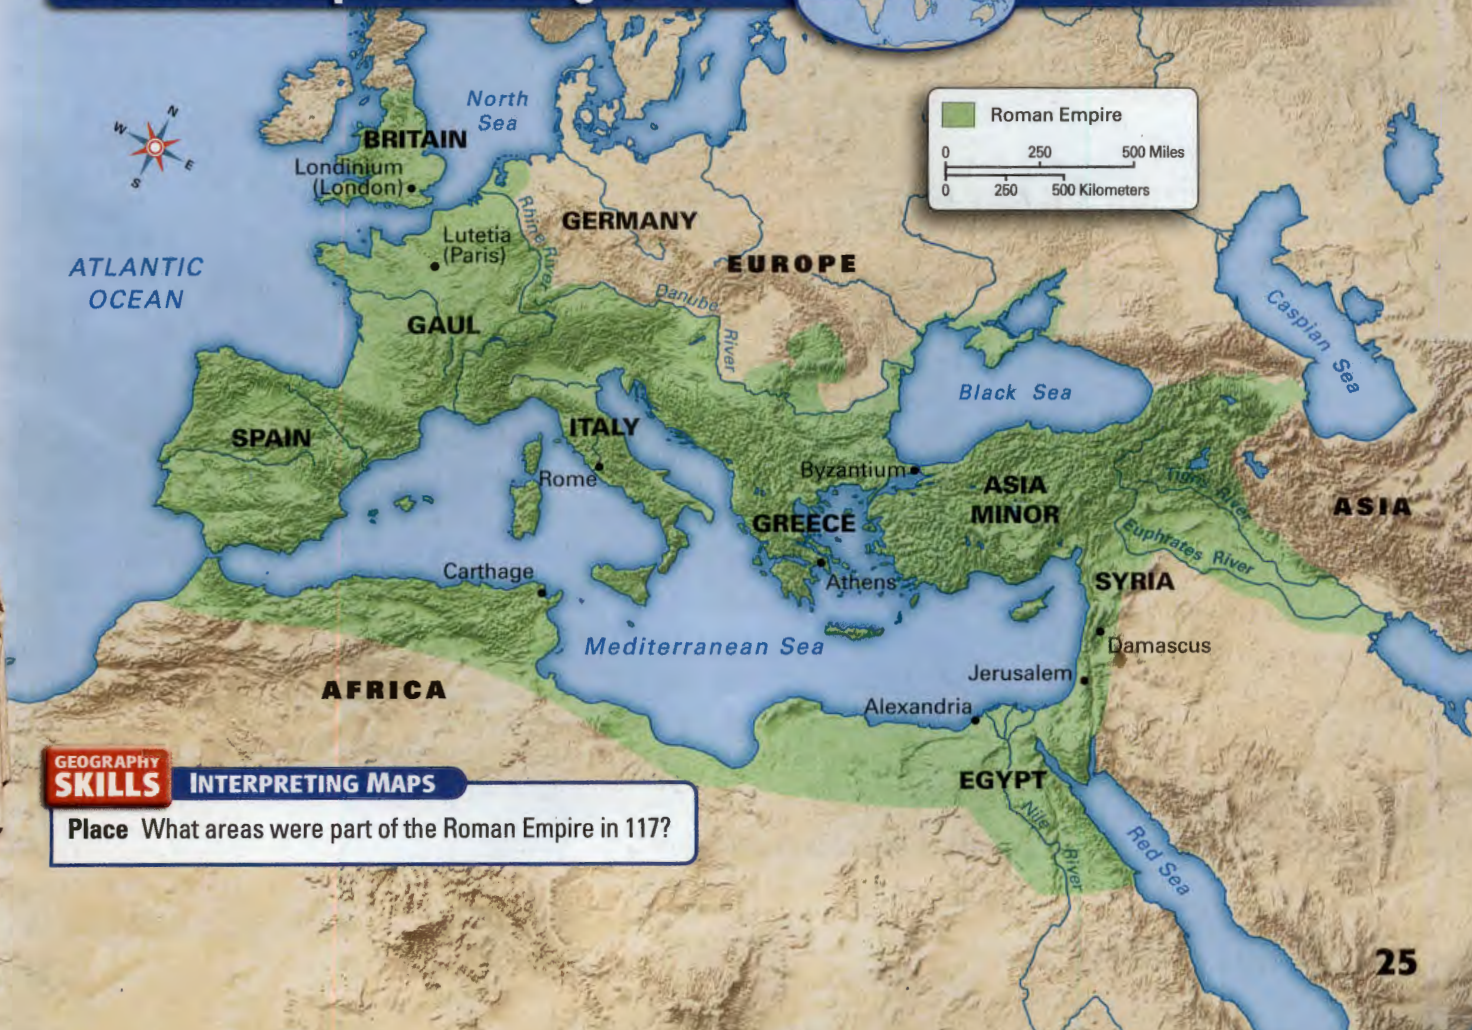 North
Sea
N
W
E
S
BRITAIN
Londinium
(London)
Roman Empire
0 250 500 Miles
0 250 500 Kilometers
Rhine River
GERMANY
Lutetia
(Paris)
EUROPE
ATLANTIC
OCEAN
Danube
River
GAUL
Caspian Sea
Black Sea
SPAIN
ITALY
Rome
Byzantium
ASIA
MINOR
Tigris River
ASIA
GREECE
Euphrates River
Carthage
Athens
SYRIA
Mediterranean Sea
Damascus
Jerusalem
AFRICA
Alexandria
EGYPT
Nile River
Red Sea
GEOGRAPHY
SKILLS
INTERPRETING MAPS
Place What areas were part of the Roman Empire in 117?
25